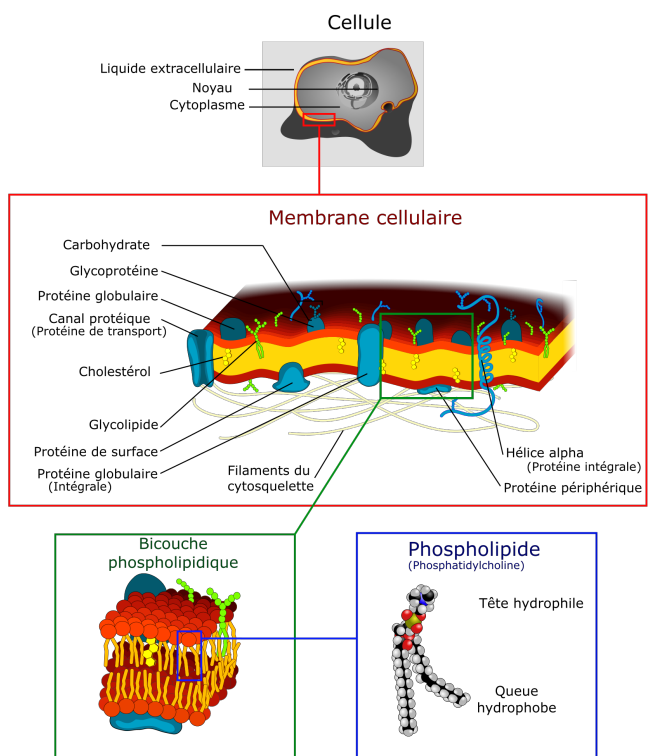 Cellule
Liquide extracellulaire
Noyau
Cytoplasme
Membrane cellulaire
Carbohydrate
Glycoprotéine
Protéine globulaire
Canal protéique
(Protéine de transport)
Cholestérol
Glycolipide
Protéine de surface
Protéine globulaire
(Intégrale)
Filaments du
cytosquelette
Hélice alpha
(Protéine intégrale)
Protéine périphérique
Bicouche
phospholipidique
Phospholipide
(Phosphatidylcholine)
Tête hydrophile
Queue
hydrophobe